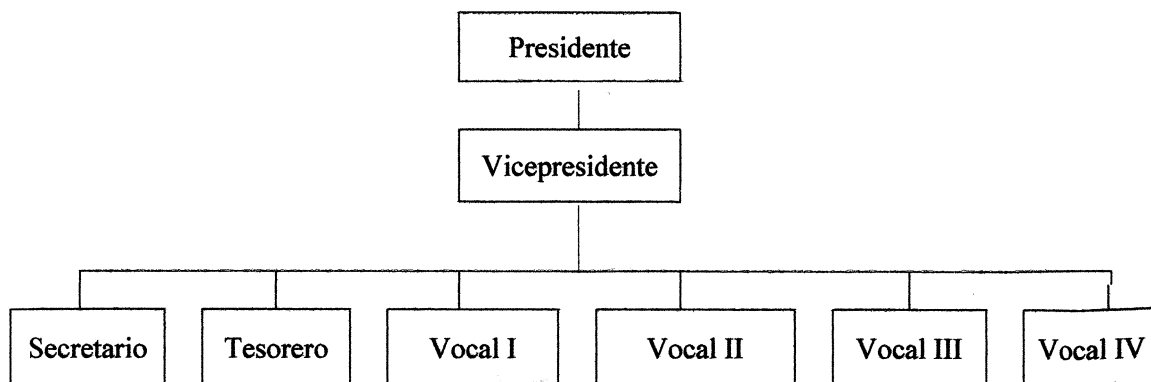 Presidente
Vicepresidente
Secretario
Tesorero
Vocal I
Vocal II
Vocal III
Vocal IV